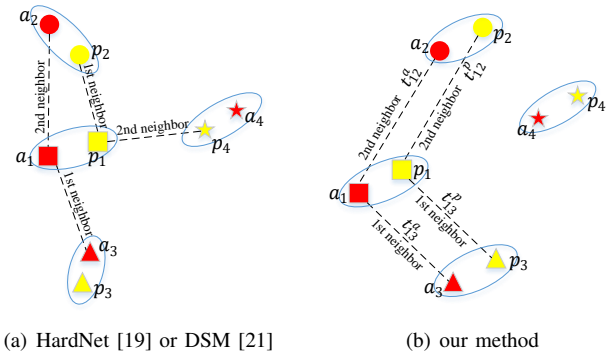 a₂
p₂
1st neighbor
2nd neighbor
2nd neighbor
a₄
p₄
a₁
p₁
1st neighbor
a₃
p₃
(a) HardNet [19] or DSM [21]
a₂
p₂
t₁₂ᵃ
t₁₂ᵖ
2nd neighbor
2nd neighbor
p₄
a₄
a₁
p₁
t₁₃ᵖ
1st neighbor
t₁₃ᵃ
1st neighbor
a₃
p₃
(b) our method